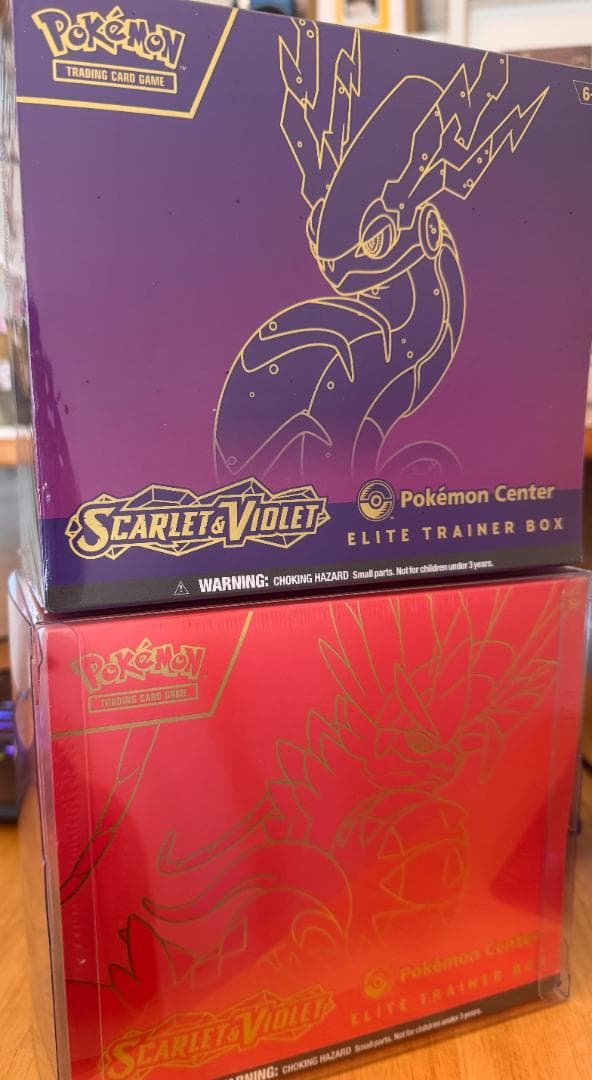 POKÉMON
TRADING CARD GAME
6+
SCARLET & VIOLET
Pokémon Center
ELITE TRAINER BOX
WARNING: CHOKING HAZARD Small parts. Not for children under 3 years.
POKÉMON
TRADING CARD GAME
Pokémon Center
ELITE TRAINER BOX
SCARLET & VIOLET
WARNING: CHOKING HAZARD Small parts. Not for children under 3 years.